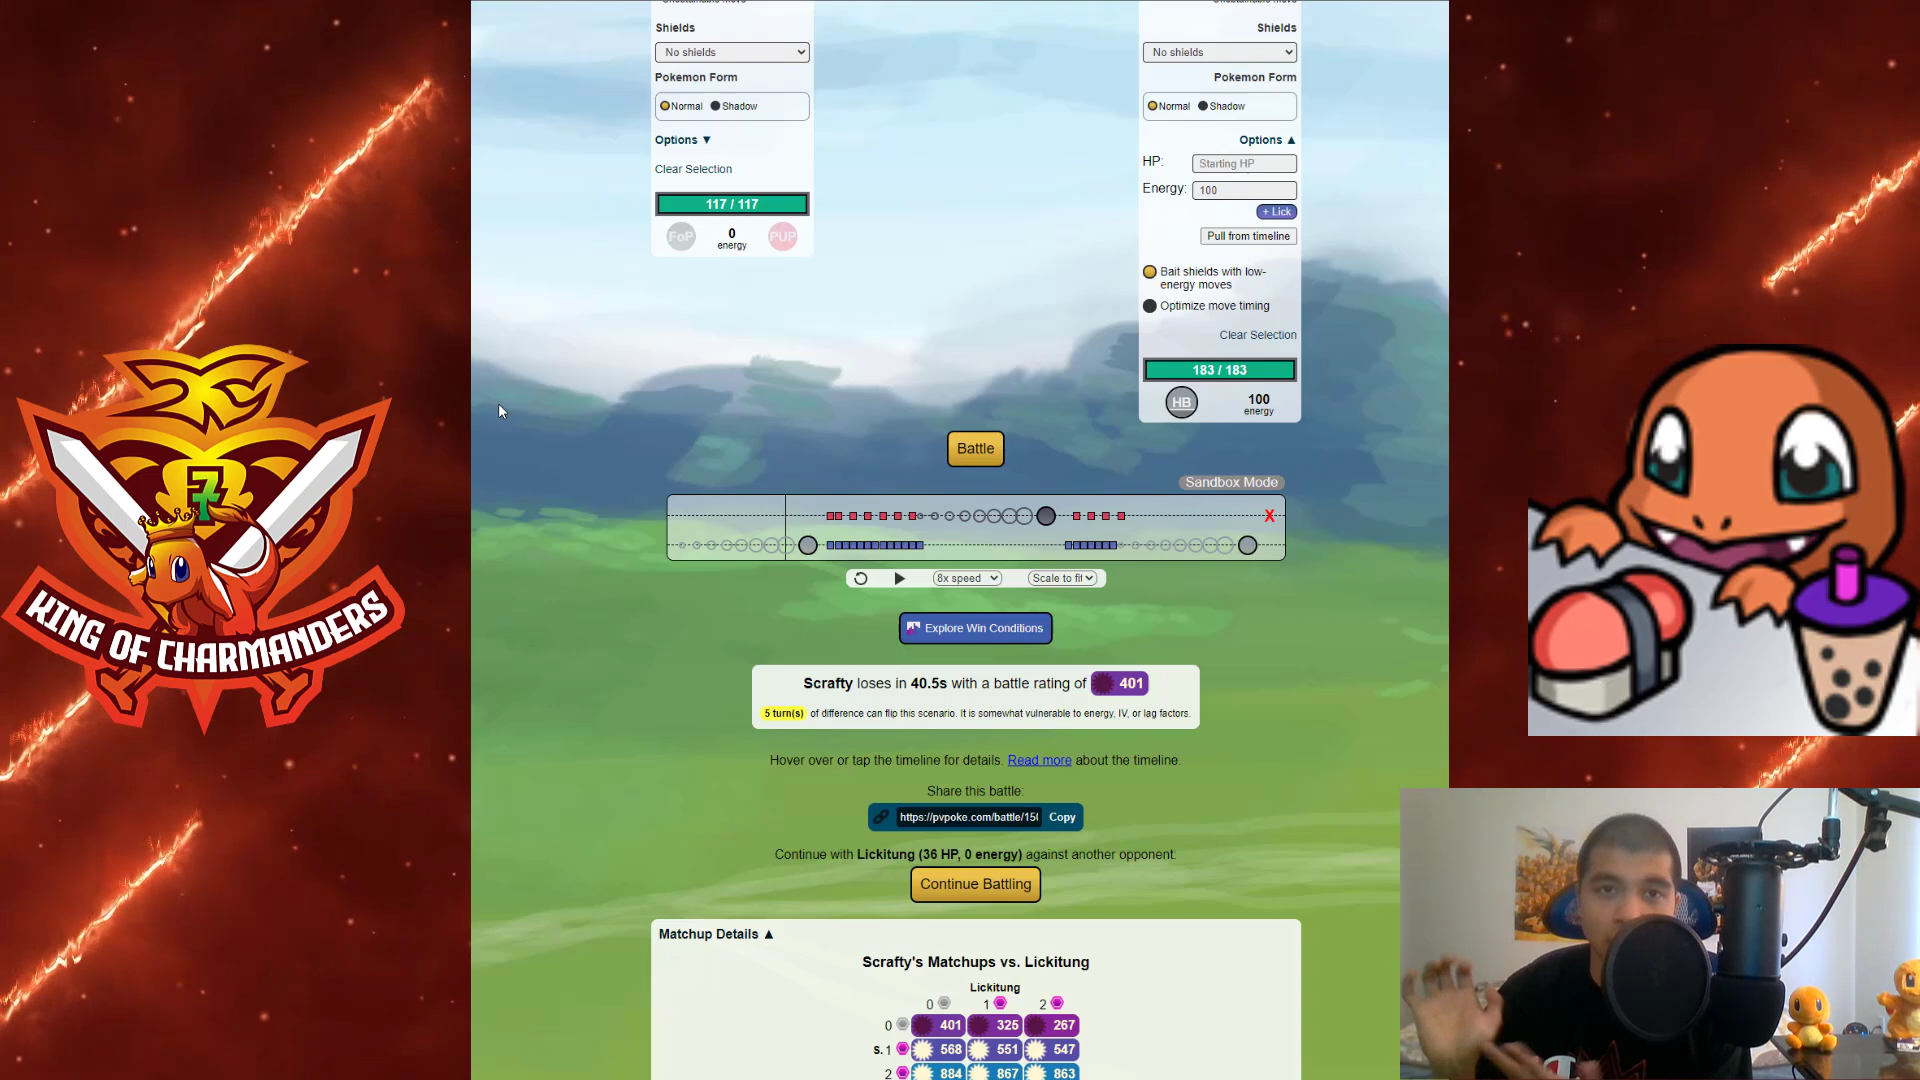 Shields
No shields
Pokemon Form
Normal Shadow
Options ▼
Clear Selection
117 / 117
FoP
0
energy
PUP
Shields
No shields
Pokemon Form
Normal Shadow
Options ▲
HP: Starting HP
Energy: 100
+ Lick
Pull from timeline
Bait shields with low-
energy moves
Optimize move timing
Clear Selection
183 / 183
HB
100
energy
Battle
Sandbox Mode
X
8x speed
Scale to fit
Explore Win Conditions
Scrafty loses in 40.5s with a battle rating of 401
5 turn(s) of difference can flip this scenario. It is somewhat vulnerable to energy, IV, or lag factors.
Hover over or tap the timeline for details. Read more about the timeline.
Share this battle:
https://pvpoke.com/battle/150 Copy
Continue with Lickitung (36 HP, 0 energy) against another opponent:
Continue Battling
Matchup Details ▲
Scrafty's Matchups vs. Lickitung
Lickitung
0 1 2
0 401 325 267
S. 1 568 551 547
2 884 867 863
7
KING OF CHARMANDERS